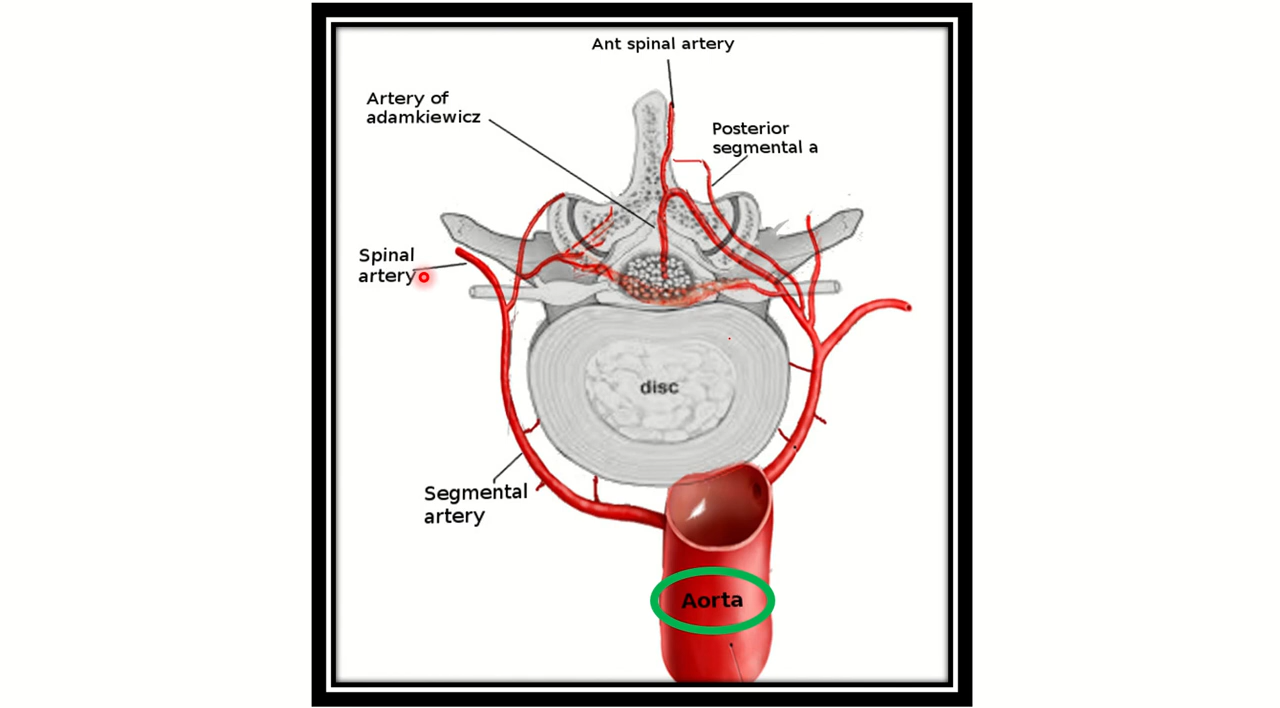 Ant spinal artery
Artery of
adamkiewicz
Posterior
segmental a
Spinal
artery
disc
Segmental
artery
Aorta